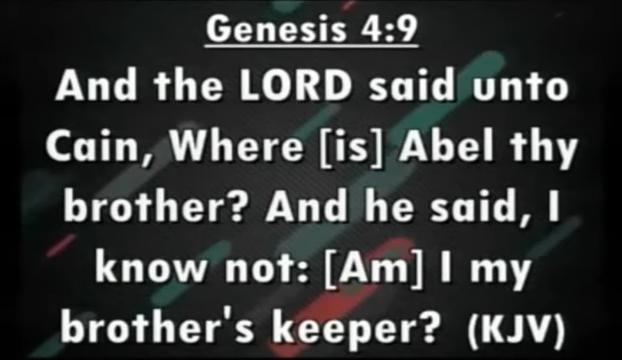 Genesis 4:9
And the LORD said unto
Cain, Where [is] Abel thy
brother? And he said, I
know not: [Am] I my
brother's keeper? (KJV)